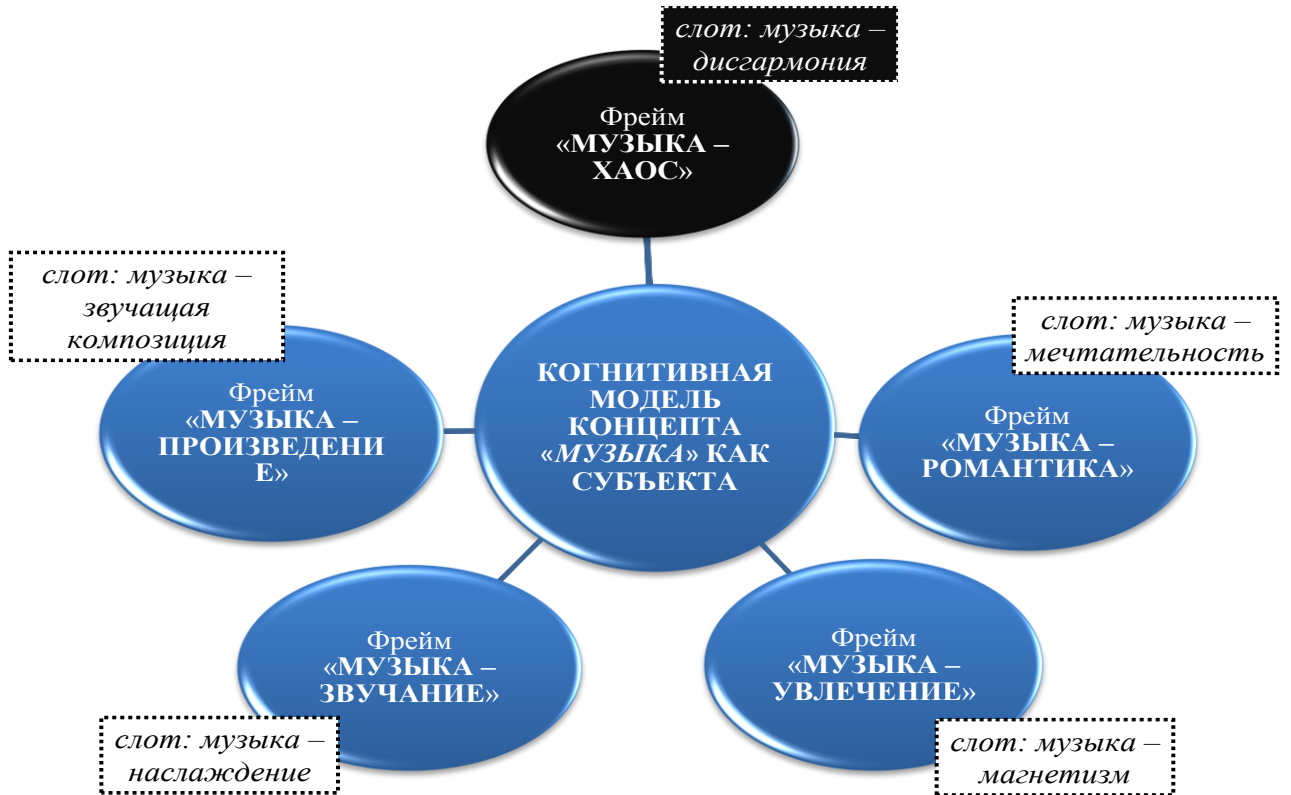 слот: музыка –
дисгармония
Фрейм
«МУЗЫКА –
ХАОС»
слот: музыка –
звучащая
композиция
Фрейм
«МУЗЫКА –
ПРОИЗВЕДЕНИ
Е»
КОГНИТИВНАЯ
МОДЕЛЬ
КОНЦЕПТА
«МУЗЫКА» КАК
СУБЪЕКТА
слот: музыка –
мечтательность
Фрейм
«МУЗЫКА –
РОМАНТИКА»
Фрейм
«МУЗЫКА –
ЗВУЧАНИЕ»
слот: музыка –
наслаждение
Фрейм
«МУЗЫКА –
УВЛЕЧЕНИЕ»
слот: музыка –
магнетизм